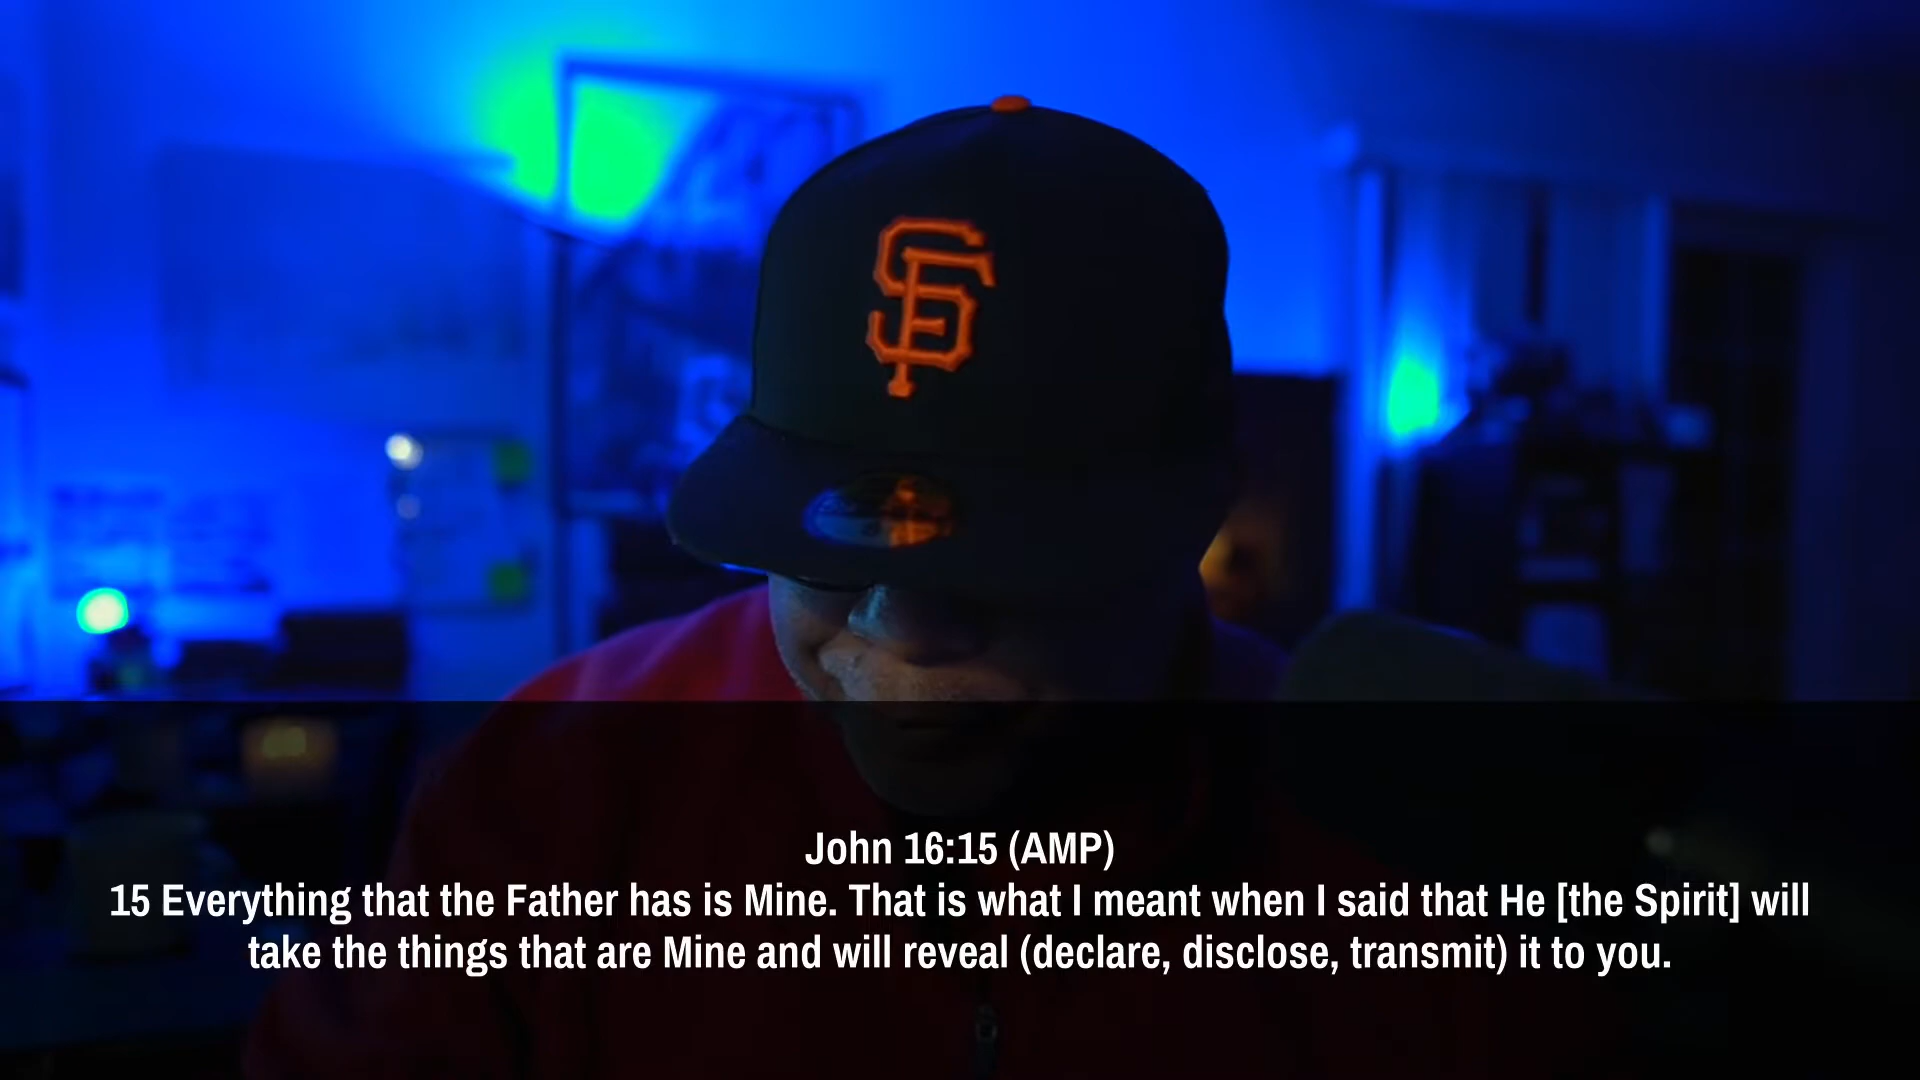 SF
John 16:15 (AMP)
15 Everything that the Father has is Mine. That is what I meant when I said that He [the Spirit] will
take the things that are Mine and will reveal (declare, disclose, transmit) it to you.